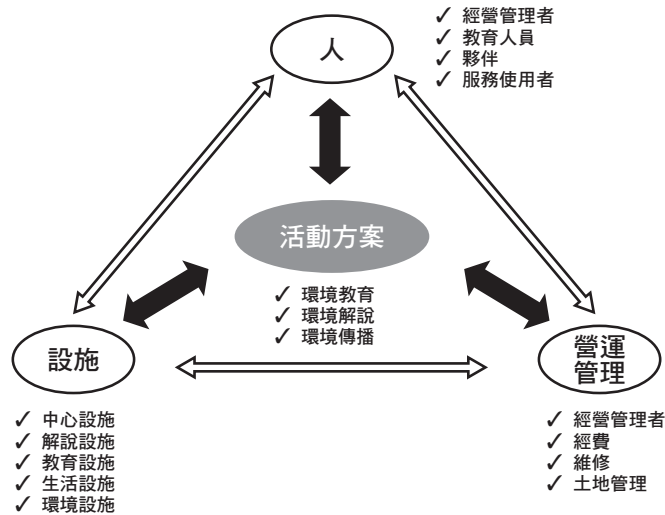 人
✓ 經營管理者
✓ 教育人員
✓ 夥伴
✓ 服務使用者
活動方案
✓ 環境教育
✓ 環境解說
✓ 環境傳播
設施
✓ 中心設施
✓ 解說設施
✓ 教育設施
✓ 生活設施
✓ 環境設施
營運
管理
✓ 經營管理者
✓ 經費
✓ 維修
✓ 土地管理